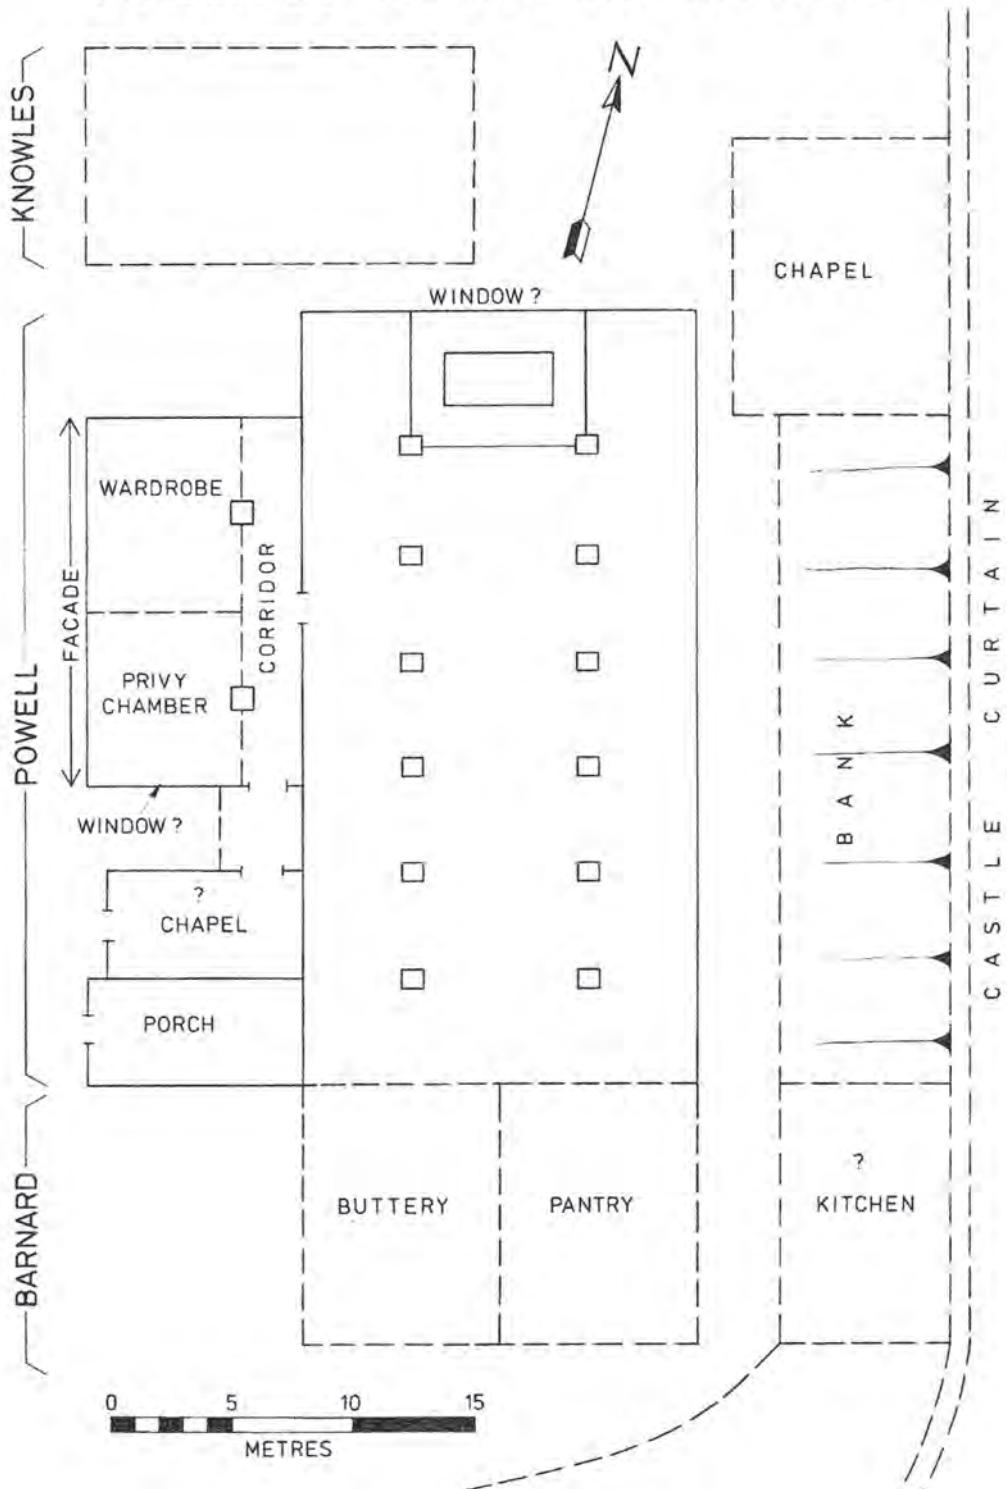 KNOWLES
N
CHAPEL
WINDOW ?
POWELL
FACADE
WARDROBE
CORRIDOR
PRIVY
CHAMBER
WINDOW ?
?
CHAPEL
PORCH
BANK
CASTLE CURTAIN
BARNARD
BUTTERY
PANTRY
?
KITCHEN
0 5 10 15
METRES